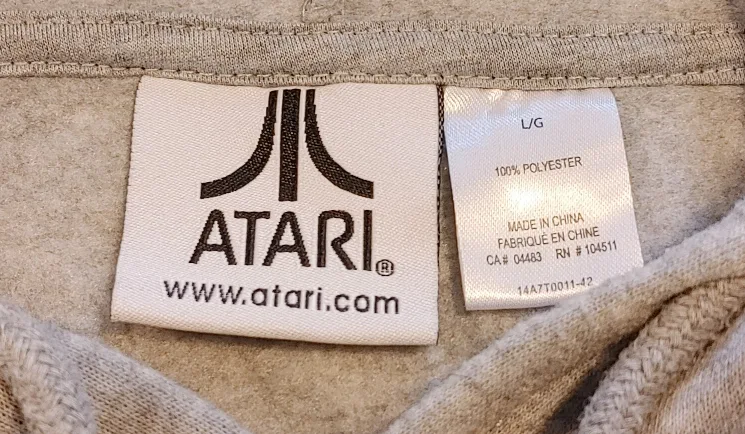 ATARI®
www.atari.com
L/G
100% POLYESTER
MADE IN CHINA
FABRIQUÉ EN CHINE
CA# 04483 RN # 104511
14A7T0011-42